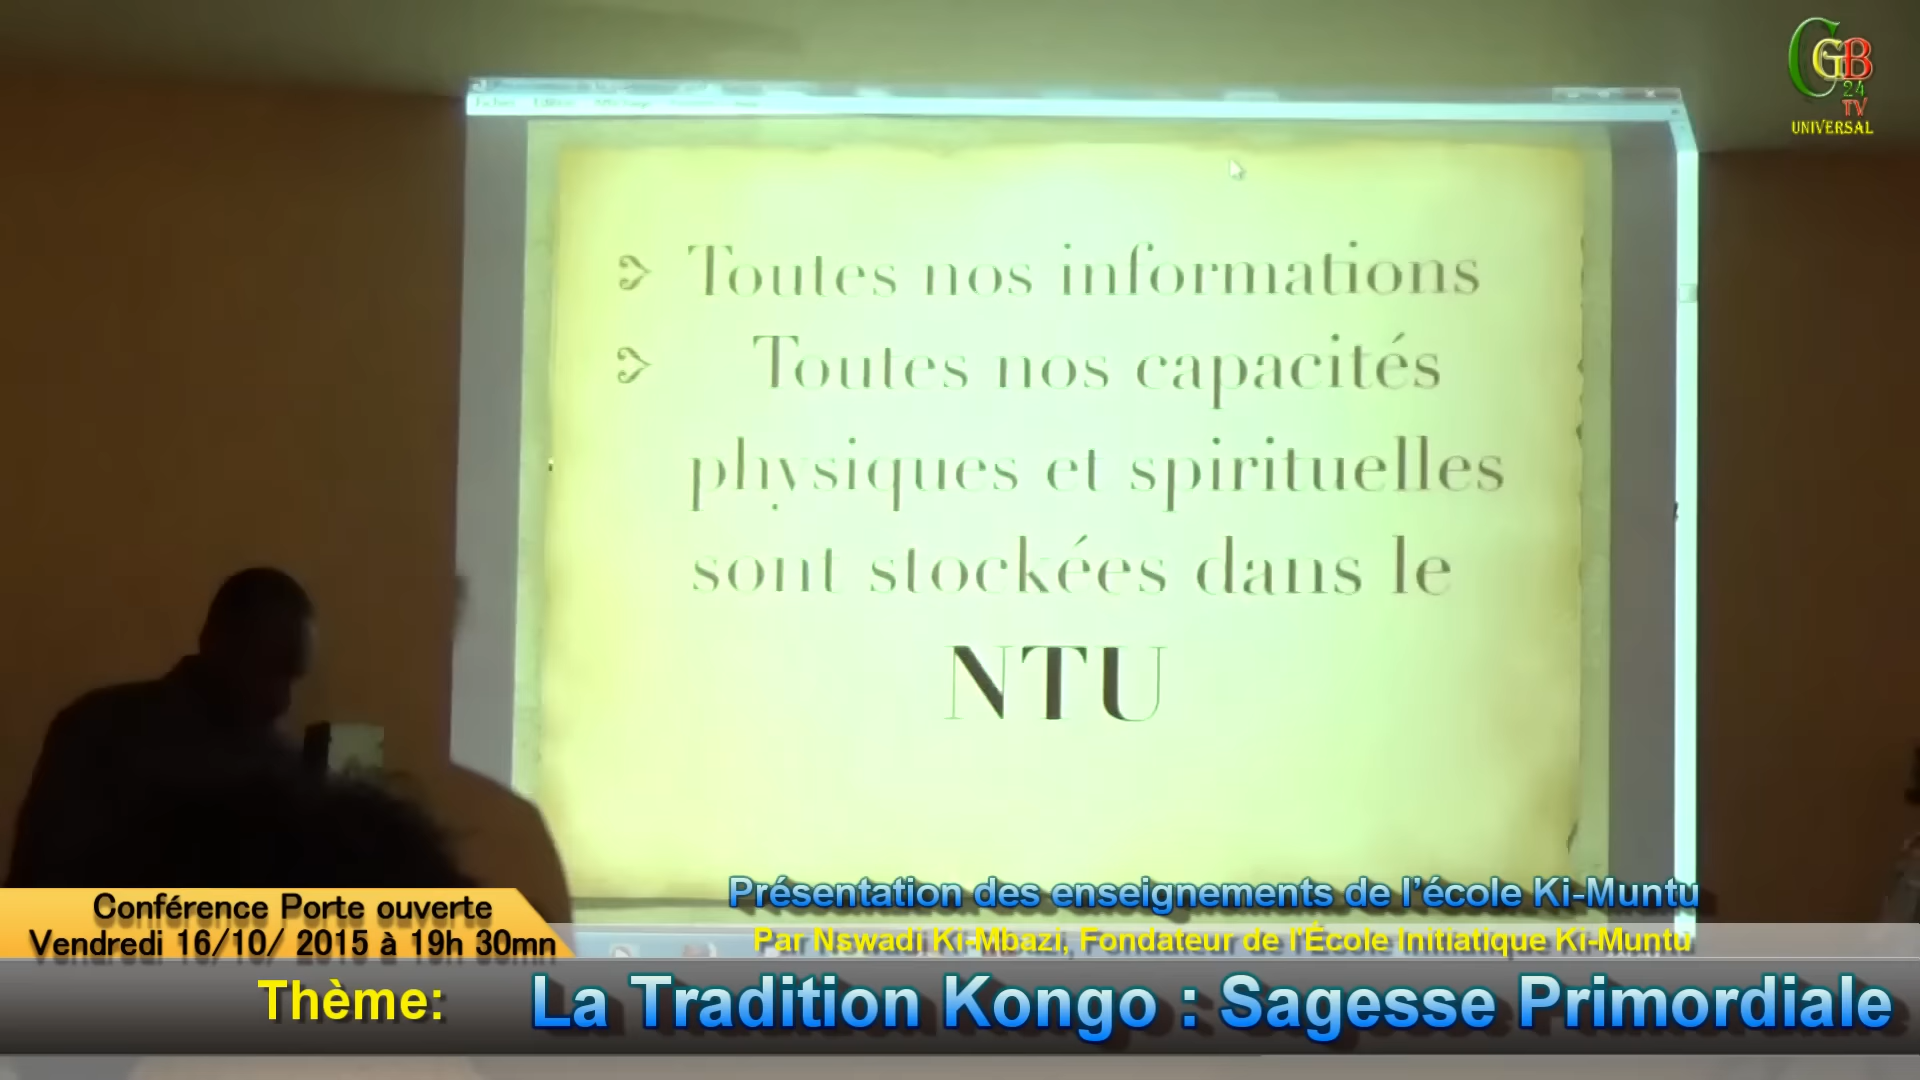 CGB
24
TV
UNIVERSAL
Toutes nos informations
Toutes nos capacités
physiques et spirituelles
sont stockées dans le
NTU
Présentation des enseignements de l'école Ki-Muntu
Conférence Porte ouverte
Vendredi 16/10/ 2015 à 19h 30mn
Par Nswadi Ki-Mbazi, Fondateur de l'École Initiatique Ki-Muntu
Thème: La Tradition Kongo : Sagesse Primordiale